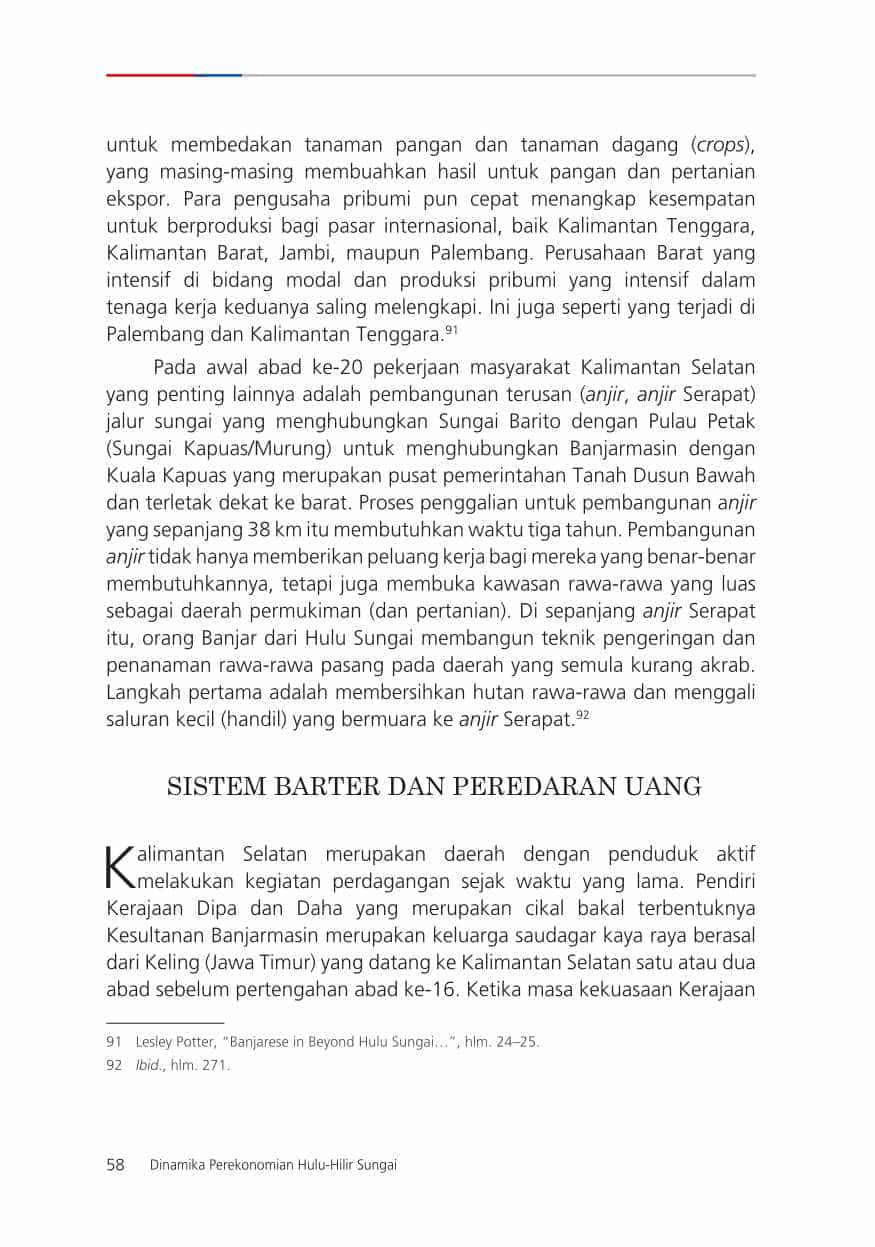 untuk membedakan tanaman pangan dan tanaman dagang (crops),
yang masing-masing membuahkan hasil untuk pangan dan pertanian
ekspor. Para pengusaha pribumi pun cepat menangkap kesempatan
untuk berproduksi bagi pasar internasional, baik Kalimantan Tenggara,
Kalimantan Barat, Jambi, maupun Palembang. Perusahaan Barat yang
intensif di bidang modal dan produksi pribumi yang intensif dalam
tenaga kerja keduanya saling melengkapi. Ini juga seperti yang terjadi di
Palembang dan Kalimantan Tenggara.91
Pada awal abad ke-20 pekerjaan masyarakat Kalimantan Selatan
yang penting lainnya adalah pembangunan terusan (anjir, anjir Serapat)
jalur sungai yang menghubungkan Sungai Barito dengan Pulau Petak
(Sungai Kapuas/Murung) untuk menghubungkan Banjarmasin dengan
Kuala Kapuas yang merupakan pusat pemerintahan Tanah Dusun Bawah
dan terletak dekat ke barat. Proses penggalian untuk pembangunan anjir
yang sepanjang 38 km itu membutuhkan waktu tiga tahun. Pembangunan
anjir tidak hanya memberikan peluang kerja bagi mereka yang benar-benar
membutuhkannya, tetapi juga membuka kawasan rawa-rawa yang luas
sebagai daerah permukiman (dan pertanian). Di sepanjang anjir Serapat
itu, orang Banjar dari Hulu Sungai membangun teknik pengeringan dan
penanaman rawa-rawa pasang pada daerah yang semula kurang akrab.
Langkah pertama adalah membersihkan hutan rawa-rawa dan menggali
saluran kecil (handil) yang bermuara ke anjir Serapat.92
SISTEM BARTER DAN PEREDARAN UANG
Kalimantan Selatan merupakan daerah dengan penduduk aktif
melakukan kegiatan perdagangan sejak waktu yang lama. Pendiri
Kerajaan Dipa dan Daha yang merupakan cikal bakal terbentuknya
Kesultanan Banjarmasin merupakan keluarga saudagar kaya raya berasal
dari Keling (Jawa Timur) yang datang ke Kalimantan Selatan satu atau dua
abad sebelum pertengahan abad ke-16. Ketika masa kekuasaan Kerajaan
91 Lesley Potter, “Banjarese in Beyond Hulu Sungai…”, hlm. 24–25.
92 Ibid., hlm. 271.
58 Dinamika Perekonomian Hulu-Hilir Sungai